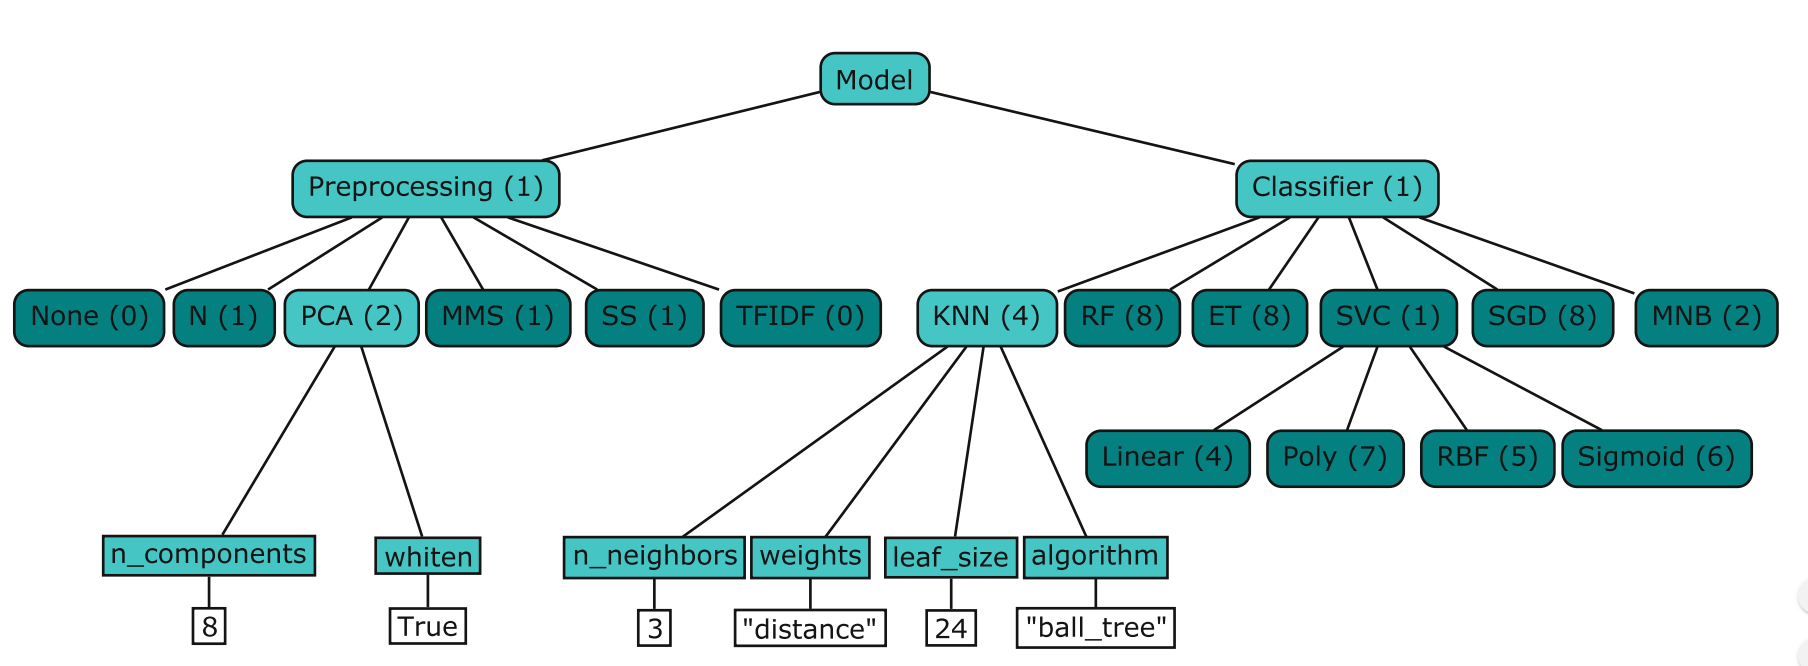 Model
Preprocessing (1)
Classifier (1)
None (0)
N (1)
PCA (2)
MMS (1)
SS (1)
TFIDF (0)
KNN (4)
RF (8)
ET (8)
SVC (1)
SGD (8)
MNB (2)
Linear (4)
Poly (7)
RBF (5)
Sigmoid (6)
n_components
whiten
n_neighbors
weights
leaf_size
algorithm
8
True
3
"distance"
24
"ball_tree"